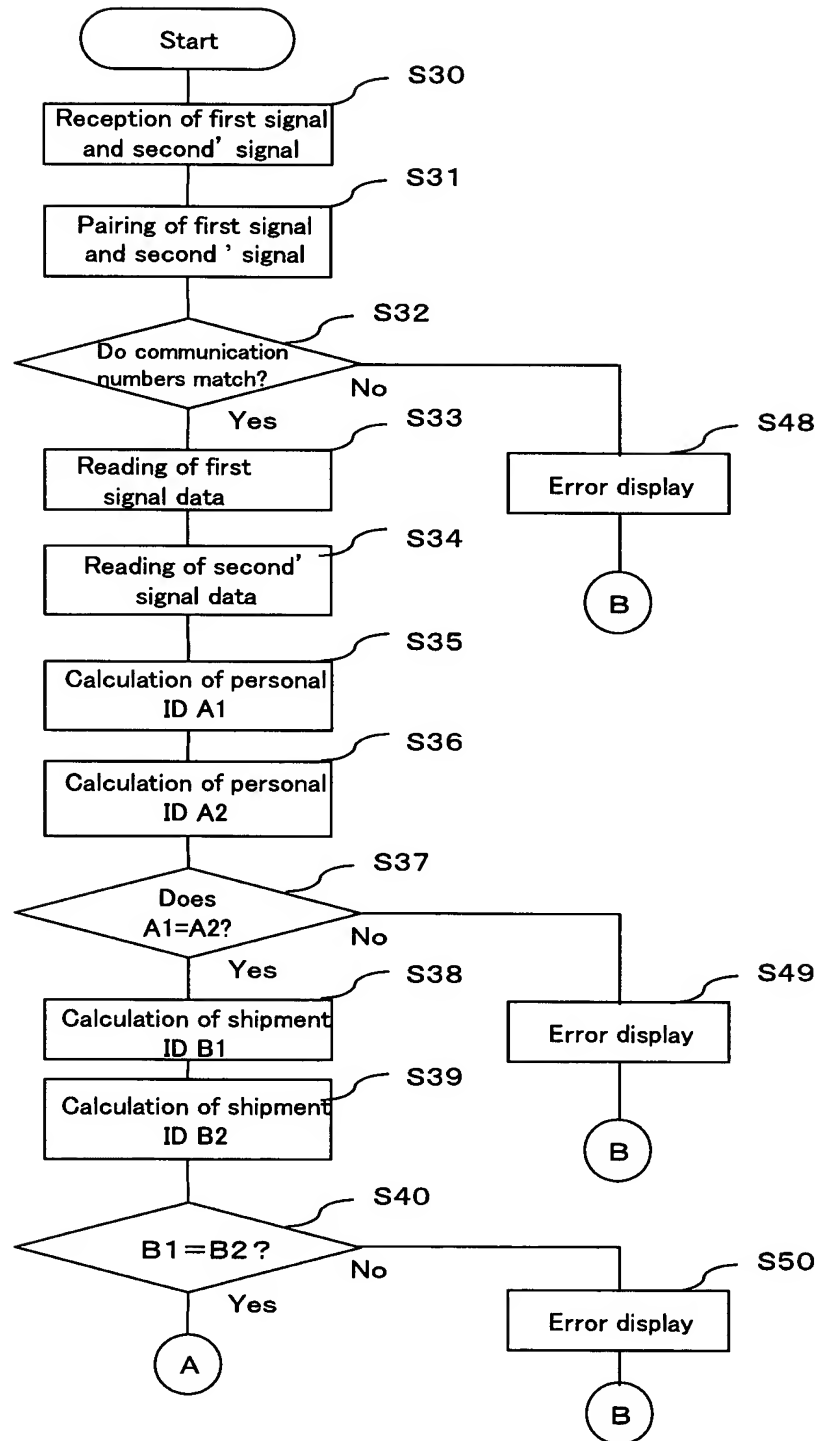 Start
S30
Reception of first signal
and second' signal
S31
Pairing of first signal
and second ' signal
S32
Do communication
numbers match?
No
Yes
S33
Reading of first
signal data
S48
Error display
B
S34
Reading of second'
signal data
S35
Calculation of personal
ID A1
S36
Calculation of personal
ID A2
S37
Does
A1=A2?
No
Yes
S38
Calculation of shipment
ID B1
S49
Error display
B
S39
Calculation of shipment
ID B2
S40
B1=B2?
No
Yes
A
S50
Error display
B